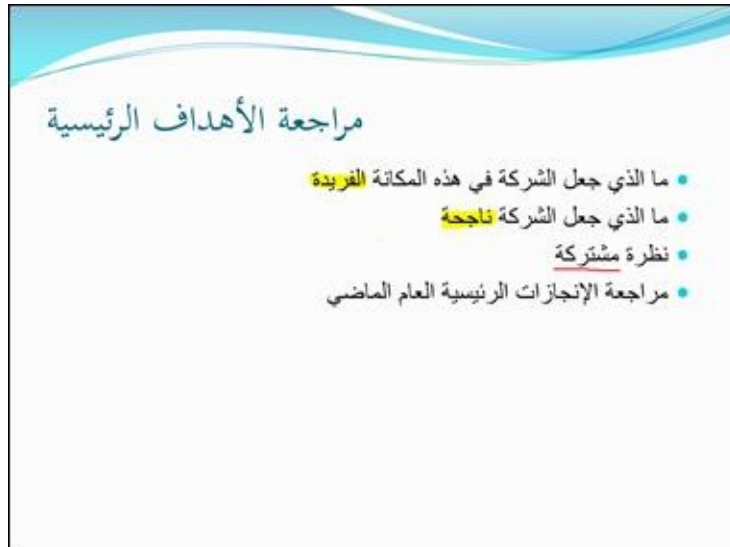 مراجعة الأهداف الرئيسية
ما الذي جعل الشركة في هذه المكانة الفريدة
ما الذي جعل الشركة ناجحة
نظرة مشتركة
مراجعة الإنجازات الرئيسية العام الماضي